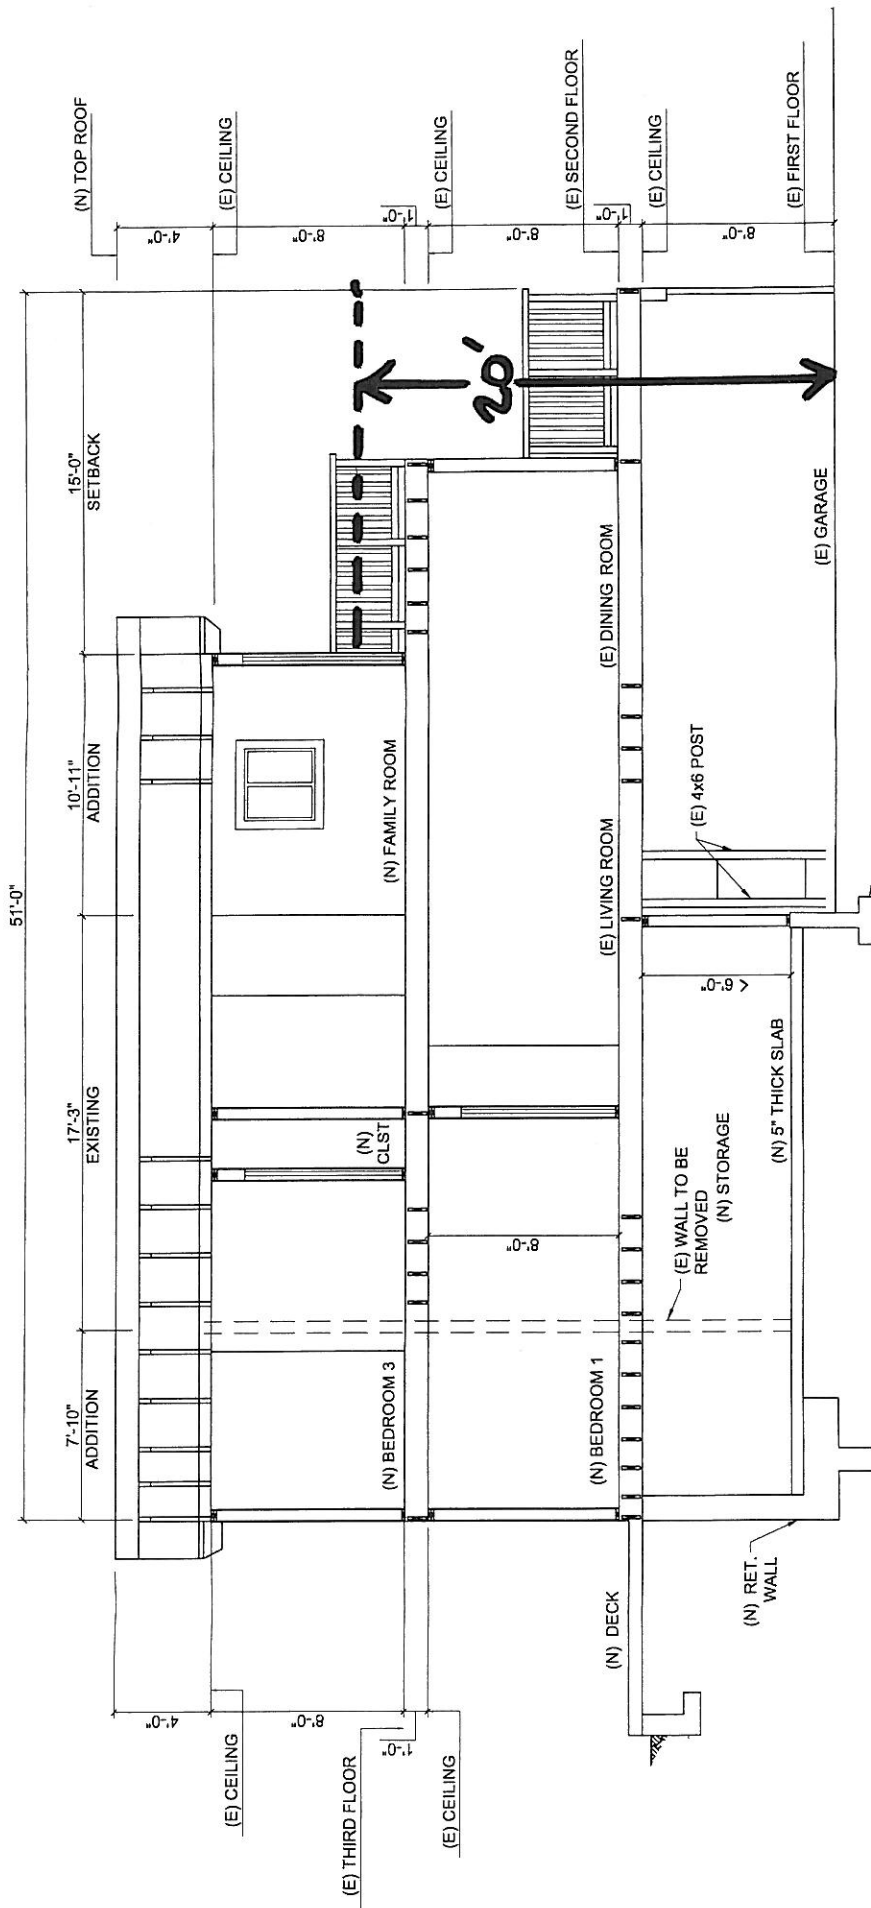 51'-0"
7'-10"
ADDITION
17'-3"
EXISTING
10'-11"
ADDITION
15'-0"
SETBACK
(N) TOP ROOF
4'-0"
(E) CEILING
8'-0"
1'-0"
(E) CEILING
8'-0"
(E) SECOND FLOOR
1'-0"
(E) CEILING
8'-0"
(E) FIRST FLOOR
4'-0"
(E) CEILING
8'-0"
(E) THIRD FLOOR
1'-0"
(E) CEILING
(N) BEDROOM 3
(N)
CLST
(N) FAMILY ROOM
20'
8'-0"
(N) BEDROOM 1
(E) LIVING ROOM
(E) DINING ROOM
(N) DECK
(E) WALL TO BE
REMOVED
(N) STORAGE
< 6'-0"
(E) 4x6 POST
(E) GARAGE
(N) 5" THICK SLAB
(N) RET.
WALL